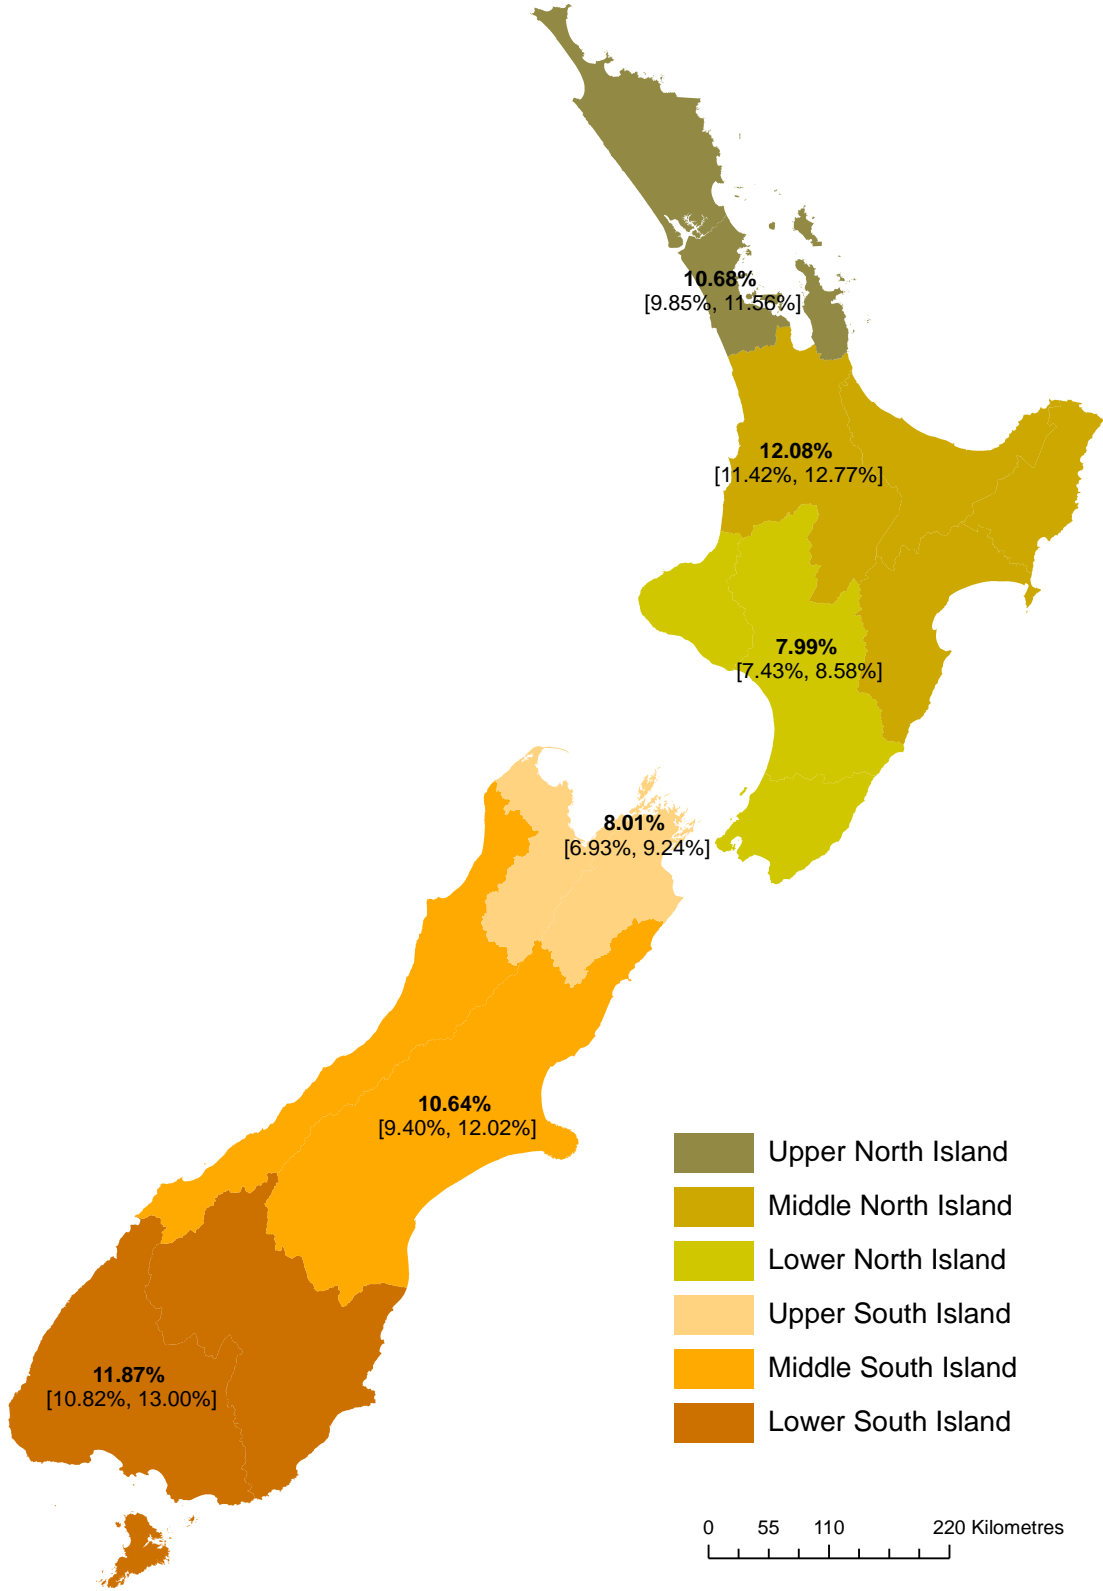 10.68%
[9.85%, 11.56%]
12.08%
[11.42%, 12.77%]
7.99%
[7.43%, 8.58%]
8.01%
[6.93%, 9.24%]
10.64%
[9.40%, 12.02%]
11.87%
[10.82%, 13.00%]
Upper North Island
Middle North Island
Lower North Island
Upper South Island
Middle South Island
Lower South Island
0 55 110 220 Kilometres